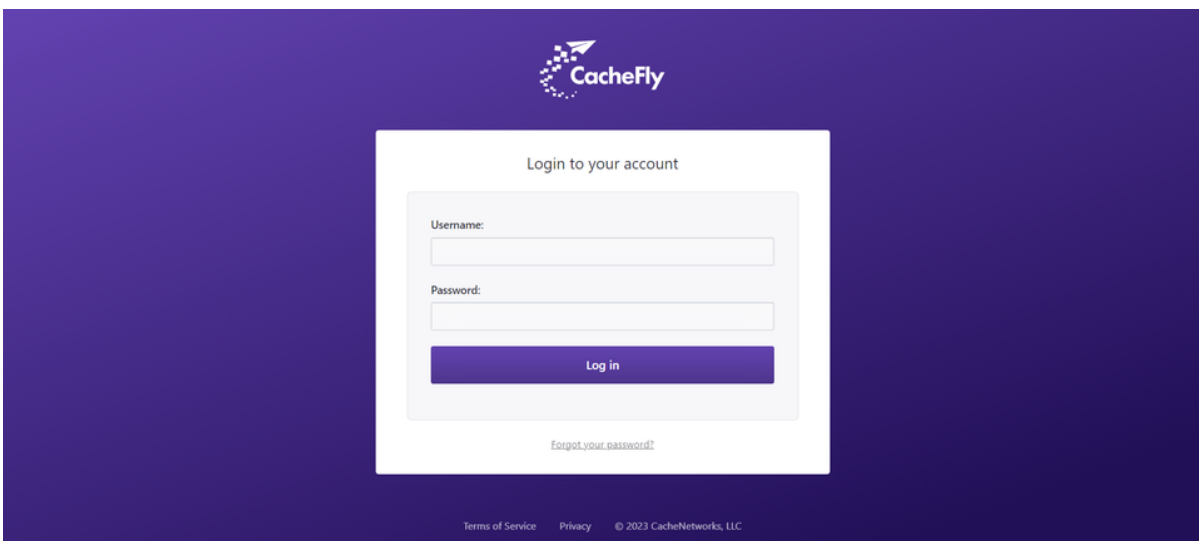 CacheFly
Login to your account
Username:
Password:
Log in
Forgot your password?
Terms of Service Privacy © 2023 CacheNetworks, LLC